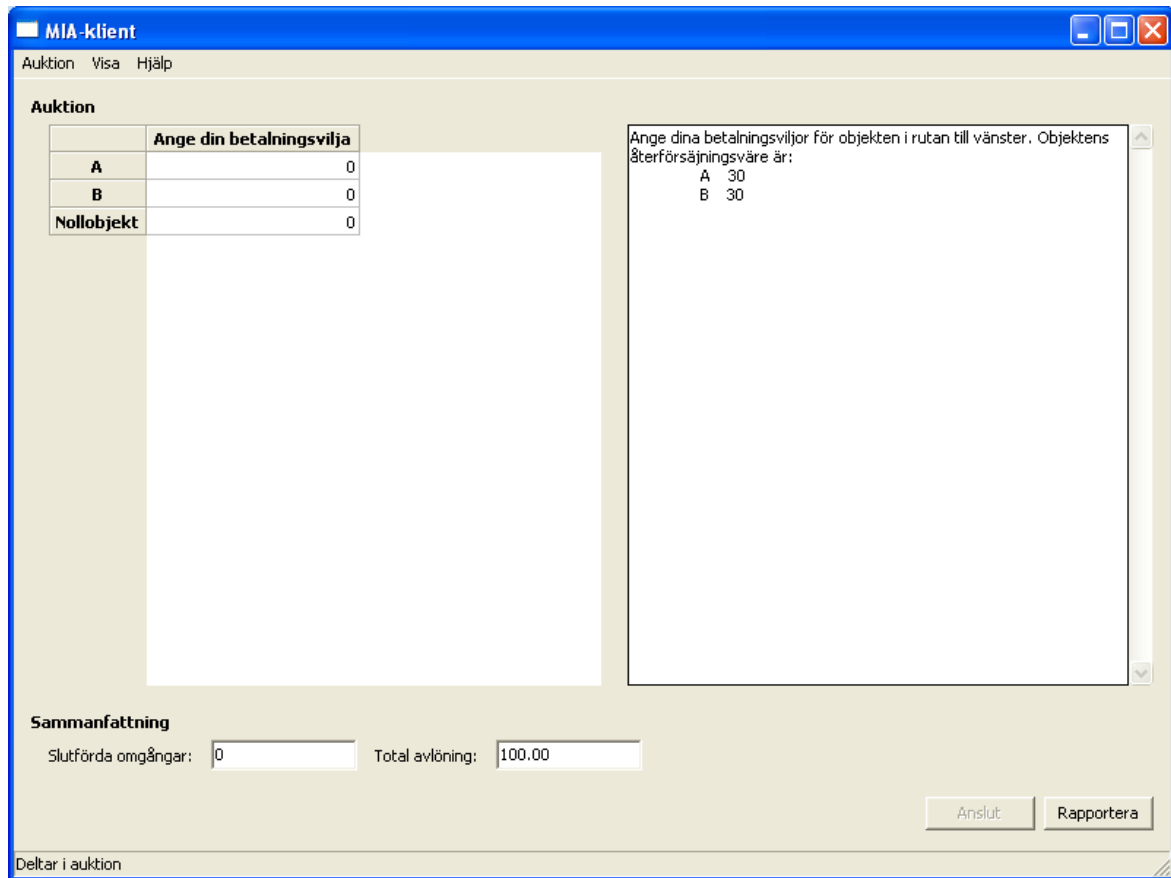 MIA-klient
Auktion Visa Hjälp
Auktion
Ange din betalningsvilja
A 0
B 0
Nollobjekt 0
Ange dina betalningsviljor för objekten i rutan till vänster. Objektens
återförsäjningsväre är:
A 30
B 30
Sammanfattning
Slutförda omgångar: 0 Total avlöning: 100.00
Anslut Rapportera
Deltar i auktion